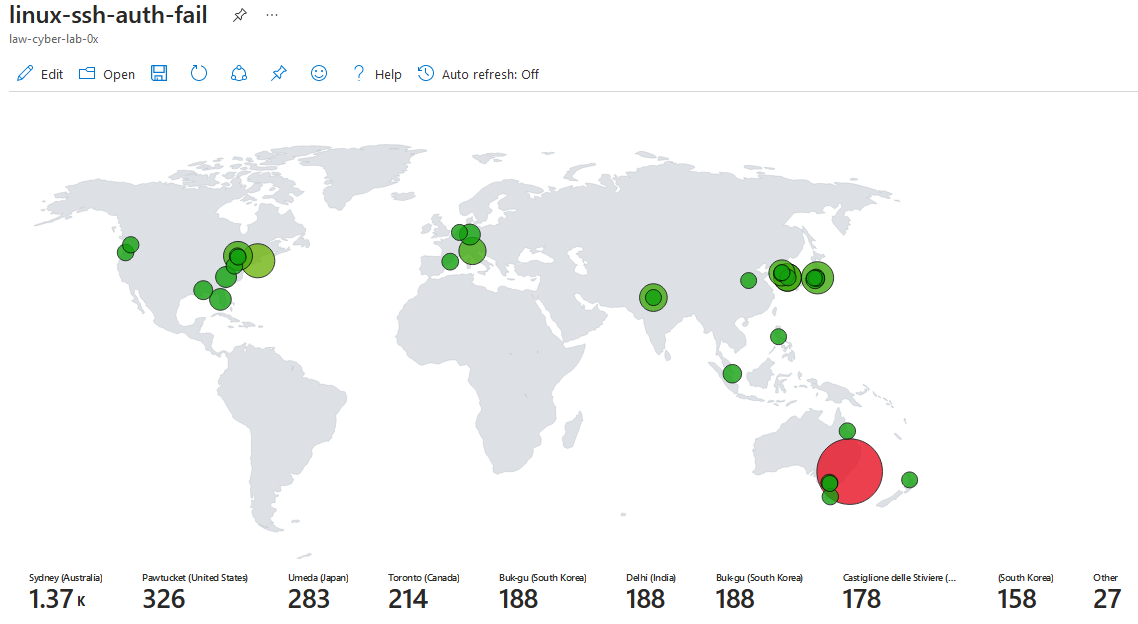 linux-ssh-auth-fail
law-cyber-lab-0x
Edit Open Help Auto refresh: Off
Sydney (Australia) Pawtucket (United States) Umeda (Japan) Toronto (Canada) Buk-gu (South Korea) Delhi (India) Buk-gu (South Korea) Castiglione delle Stiviere (... (South Korea) Other
1.37 K 326 283 214 188 188 188 178 158 27